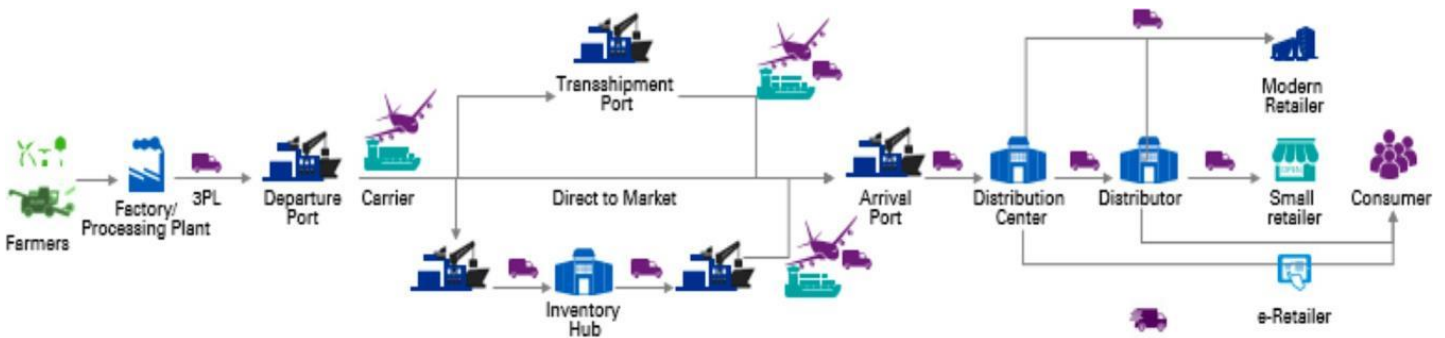 Transshipment
Port
Modern
Retailer
Farmers
Factory/
Processing Plant
3PL
Departure
Port
Carrier
Direct to Market
Arrival
Port
Distribution
Center
Distributor
Small
retailer
Consumer
Inventory
Hub
e-Retailer